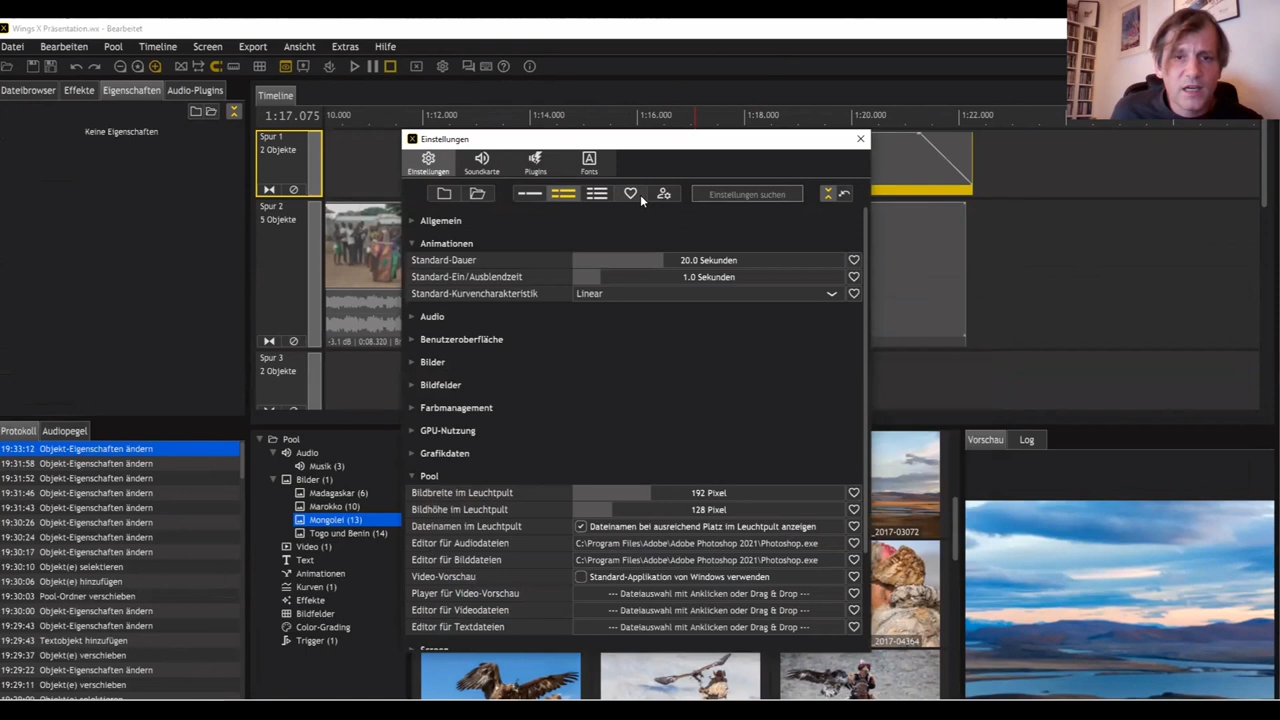 Wings X Präsentation.wx - Bearbeitet
Datei Bearbeiten Pool Timeline Screen Export Ansicht Extras Hilfe
Dateibrowser Effekte Eigenschaften Audio-Plugins
Timeline
Keine Eigenschaften
1:17.075
10.000 1:12.000 1:14.000 1:16.000 1:18.000 1:20.000 1:22.000
Spur 1
2 Objekte
Spur 2
5 Objekte
-3.1 dB | 0:08.320 |
Spur 3
2 Objekte
Einstellungen
Einstellungen Soundkarte Plugins Fonts
Einstellungen suchen
Allgemein
Animationen
Standard-Dauer 20.0 Sekunden
Standard-Ein/Ausblendzeit 1.0 Sekunden
Standard-Kurvencharakteristik Linear
Audio
Benutzeroberfläche
Bilder
Bildfelder
Farbmanagement
GPU-Nutzung
Grafikdaten
Pool
Bildbreite im Leuchtpult 192 Pixel
Bildhöhe im Leuchtpult 128 Pixel
Dateinamen im Leuchtpult Dateinamen bei ausreichend Platz im Leuchtpult anzeigen
Editor für Audiodateien C:\Program Files\Adobe\Adobe Photoshop 2021\Photoshop.exe
Editor für Bilddateien C:\Program Files\Adobe\Adobe Photoshop 2021\Photoshop.exe
Video-Vorschau Standard-Applikation von Windows verwenden
Player für Video-Vorschau --- Dateiauswahl mit Anklicken oder Drag & Drop ---
Editor für Videodateien --- Dateiauswahl mit Anklicken oder Drag & Drop ---
Editor für Textdateien --- Dateiauswahl mit Anklicken oder Drag & Drop ---
Protokoll Audiopegel
19:33:12 Objekt-Eigenschaften ändern
19:31:58 Objekt-Eigenschaften ändern
19:31:52 Objekt-Eigenschaften ändern
19:31:46 Objekt-Eigenschaften ändern
19:31:43 Objekt-Eigenschaften ändern
19:30:26 Objekt-Eigenschaften ändern
19:30:24 Objekt-Eigenschaften ändern
19:30:17 Objekt-Eigenschaften ändern
19:30:10 Objekt(e) selektieren
19:30:06 Objekt(e) hinzufügen
19:30:03 Pool-Ordner verschieben
19:30:00 Objekt-Eigenschaften ändern
19:29:43 Objekt-Eigenschaften ändern
19:29:43 Textobjekt hinzufügen
19:29:37 Objekt(e) verschieben
19:29:22 Objekt-Eigenschaften ändern
19:29:11 Objekt(e) verschieben
Pool
Audio
Musik (3)
Bilder (1)
Madagaskar (6)
Marokko (10)
Mongolei (13)
Togo und Benin (14)
Video (1)
Text
Animationen
Kurven (1)
Effekte
Bildfelder
Color-Grading
Trigger (1)
_2017-03072
_2017-04364
Vorschau Log